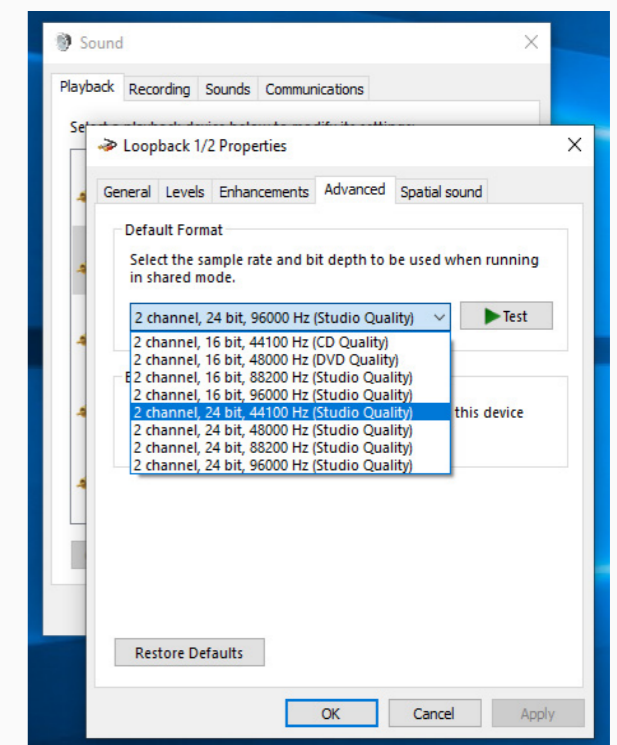 Sound
Playback Recording Sounds Communications
Loopback 1/2 Properties
General Levels Enhancements Advanced Spatial sound
Default Format
Select the sample rate and bit depth to be used when running
in shared mode.
2 channel, 24 bit, 96000 Hz (Studio Quality)
Test
2 channel, 16 bit, 44100 Hz (CD Quality)
2 channel, 16 bit, 48000 Hz (DVD Quality)
2 channel, 16 bit, 88200 Hz (Studio Quality)
2 channel, 16 bit, 96000 Hz (Studio Quality)
2 channel, 24 bit, 44100 Hz (Studio Quality)
this device
2 channel, 24 bit, 48000 Hz (Studio Quality)
2 channel, 24 bit, 88200 Hz (Studio Quality)
2 channel, 24 bit, 96000 Hz (Studio Quality)
Restore Defaults
OK Cancel Apply